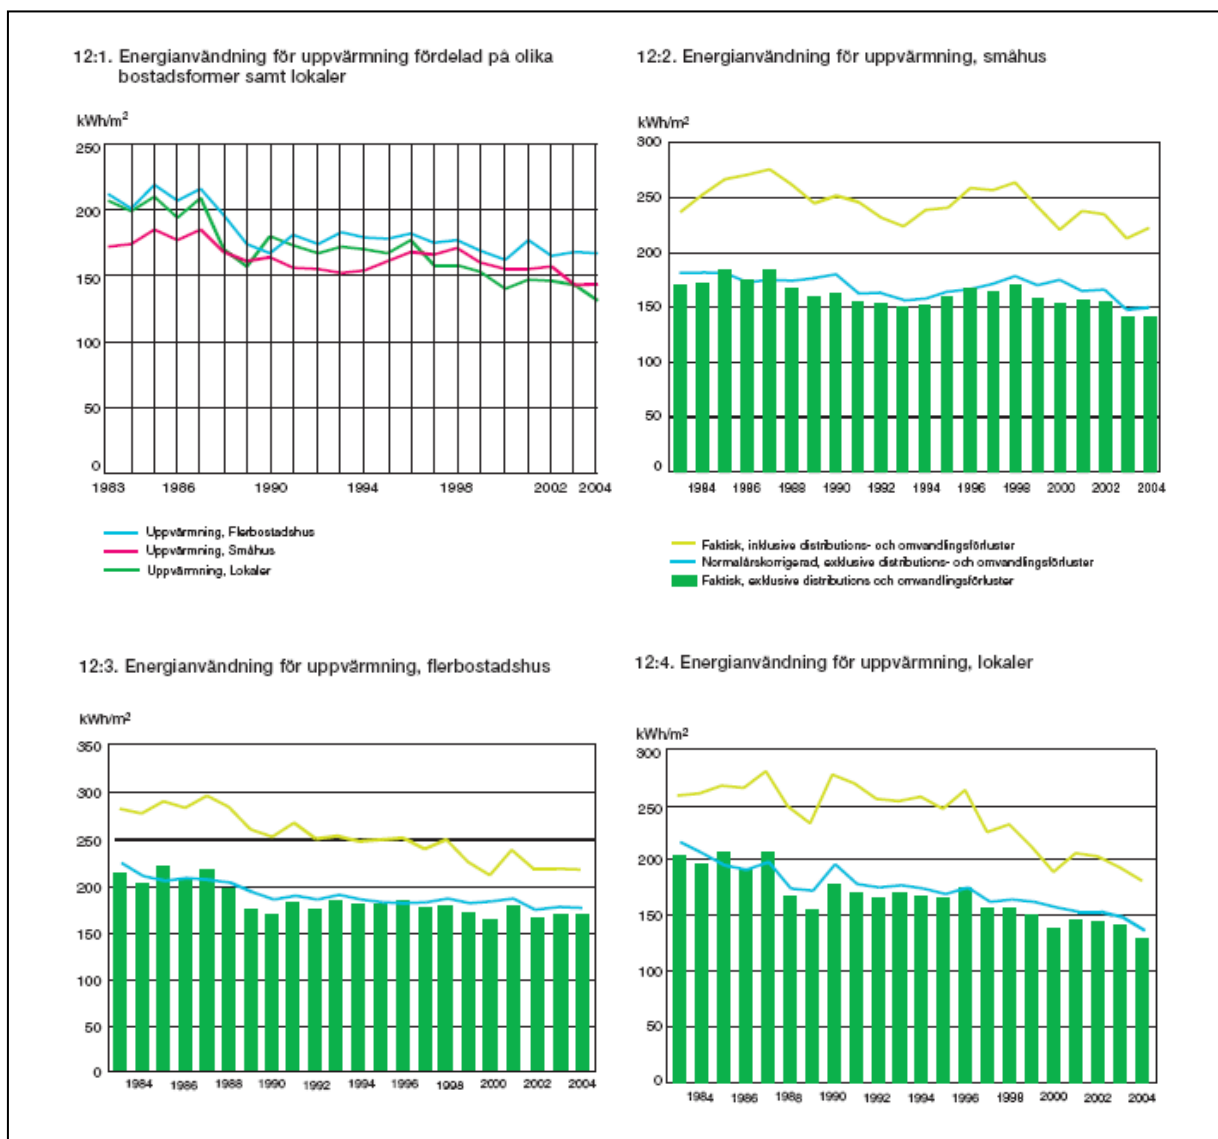 12:1. Energianvändning för uppvärmning fördelad på olika
bostadsformer samt lokaler
kWh/m²
250
200
150
100
50
0
1983 1986 1990 1994 1998 2002 2004
Uppvärmning, Flerbostadshus
Uppvärmning, Småhus
Uppvärmning, Lokaler
12:2. Energianvändning för uppvärmning, småhus
kWh/m²
300
250
200
150
100
50
0
1984 1986 1988 1990 1992 1994 1996 1998 2000 2002 2004
Faktisk, inklusive distributions- och omvandlingsförluster
Normalårskorrigerad, exklusive distributions- och omvandlingsförluster
Faktisk, exklusive distributions och omvandlingsförluster
12:3. Energianvändning för uppvärmning, flerbostadshus
kWh/m²
350
300
250
200
150
100
50
0
1984 1986 1988 1990 1992 1994 1996 1998 2000 2002 2004
12:4. Energianvändning för uppvärmning, lokaler
kWh/m²
300
250
200
150
100
50
0
1984 1986 1988 1990 1992 1994 1996 1998 2000 2002 2004